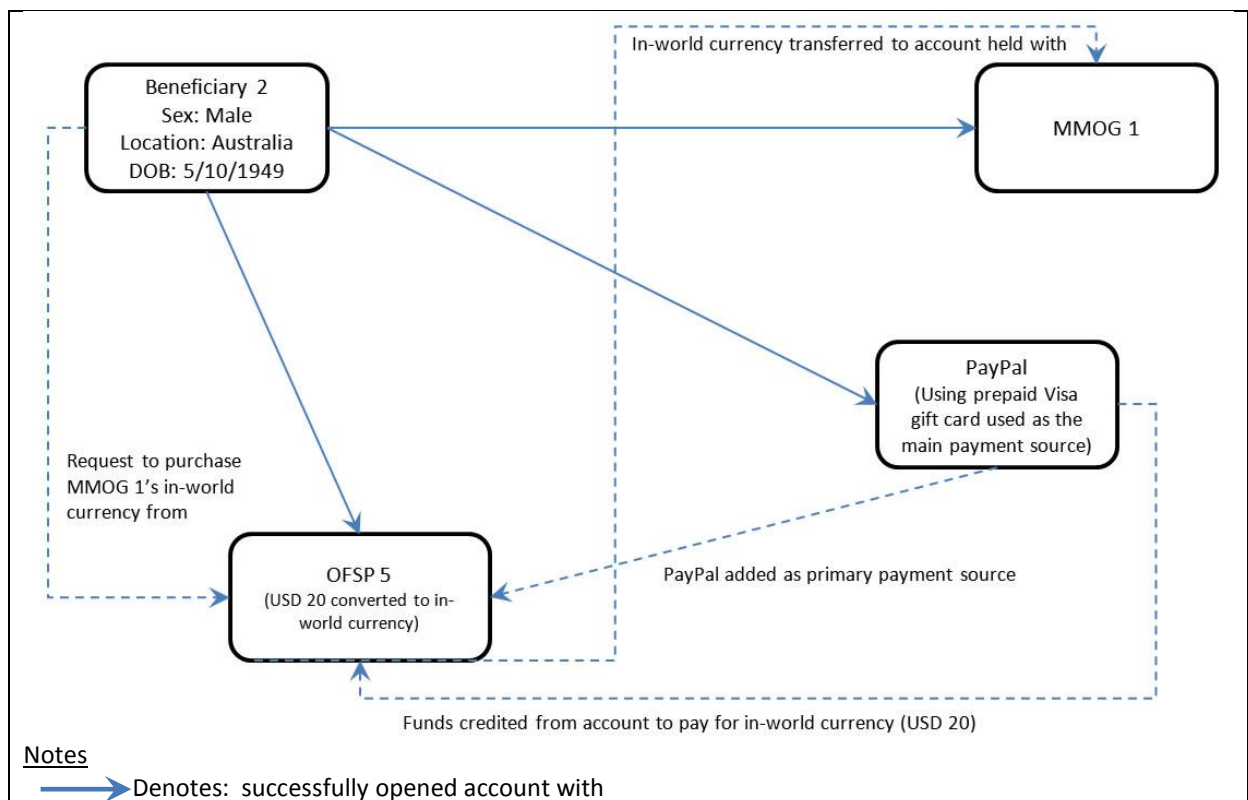 In-world currency transferred to account held with
Beneficiary 2
Sex: Male
Location: Australia
DOB: 5/10/1949
MMOG 1
PayPal
(Using prepaid Visa
gift card used as the
main payment source)
Request to purchase
MMOG 1’s in-world
currency from
OFSP 5
(USD 20 converted to in-
world currency)
PayPal added as primary payment source
Funds credited from account to pay for in-world currency (USD 20)
Notes
Denotes: successfully opened account with